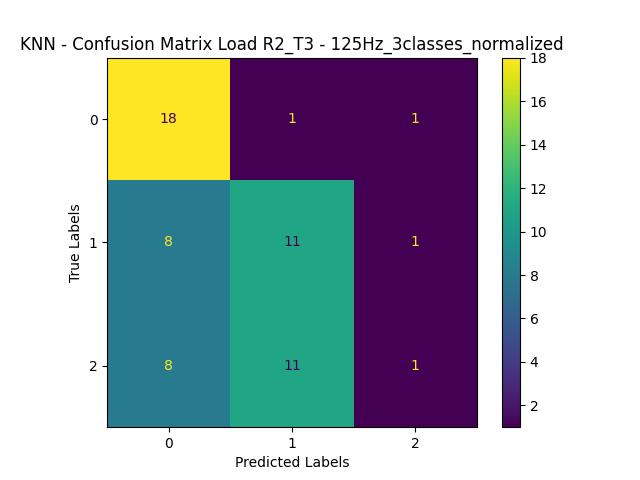 KNN - Confusion Matrix Load R2_T3 - 125Hz_3classes_normalized
0 18 1 1
1 8 11 1
2 8 11 1
0 1 2
Predicted Labels
True Labels
18
16
14
12
10
8
6
4
2